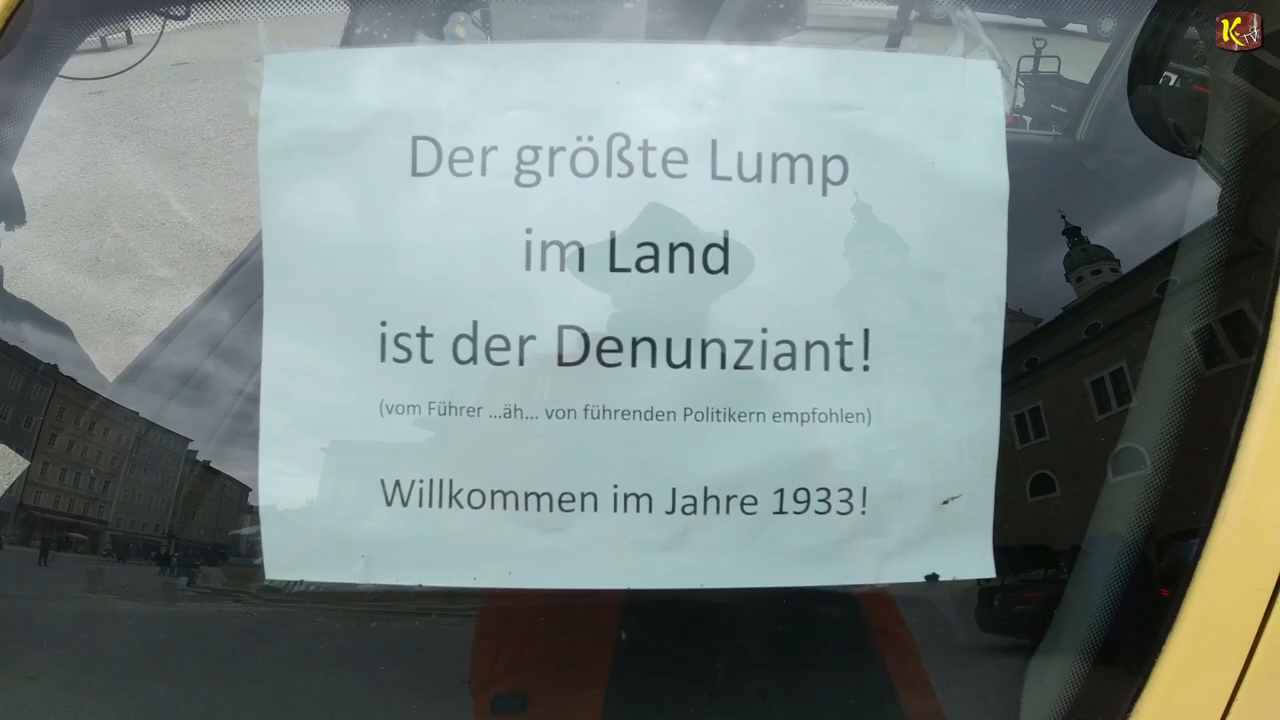 Der größte Lump
im Land
ist der Denunziant!
(vom Führer ...äh... von führenden Politikern empfohlen)
Willkommen im Jahre 1933!